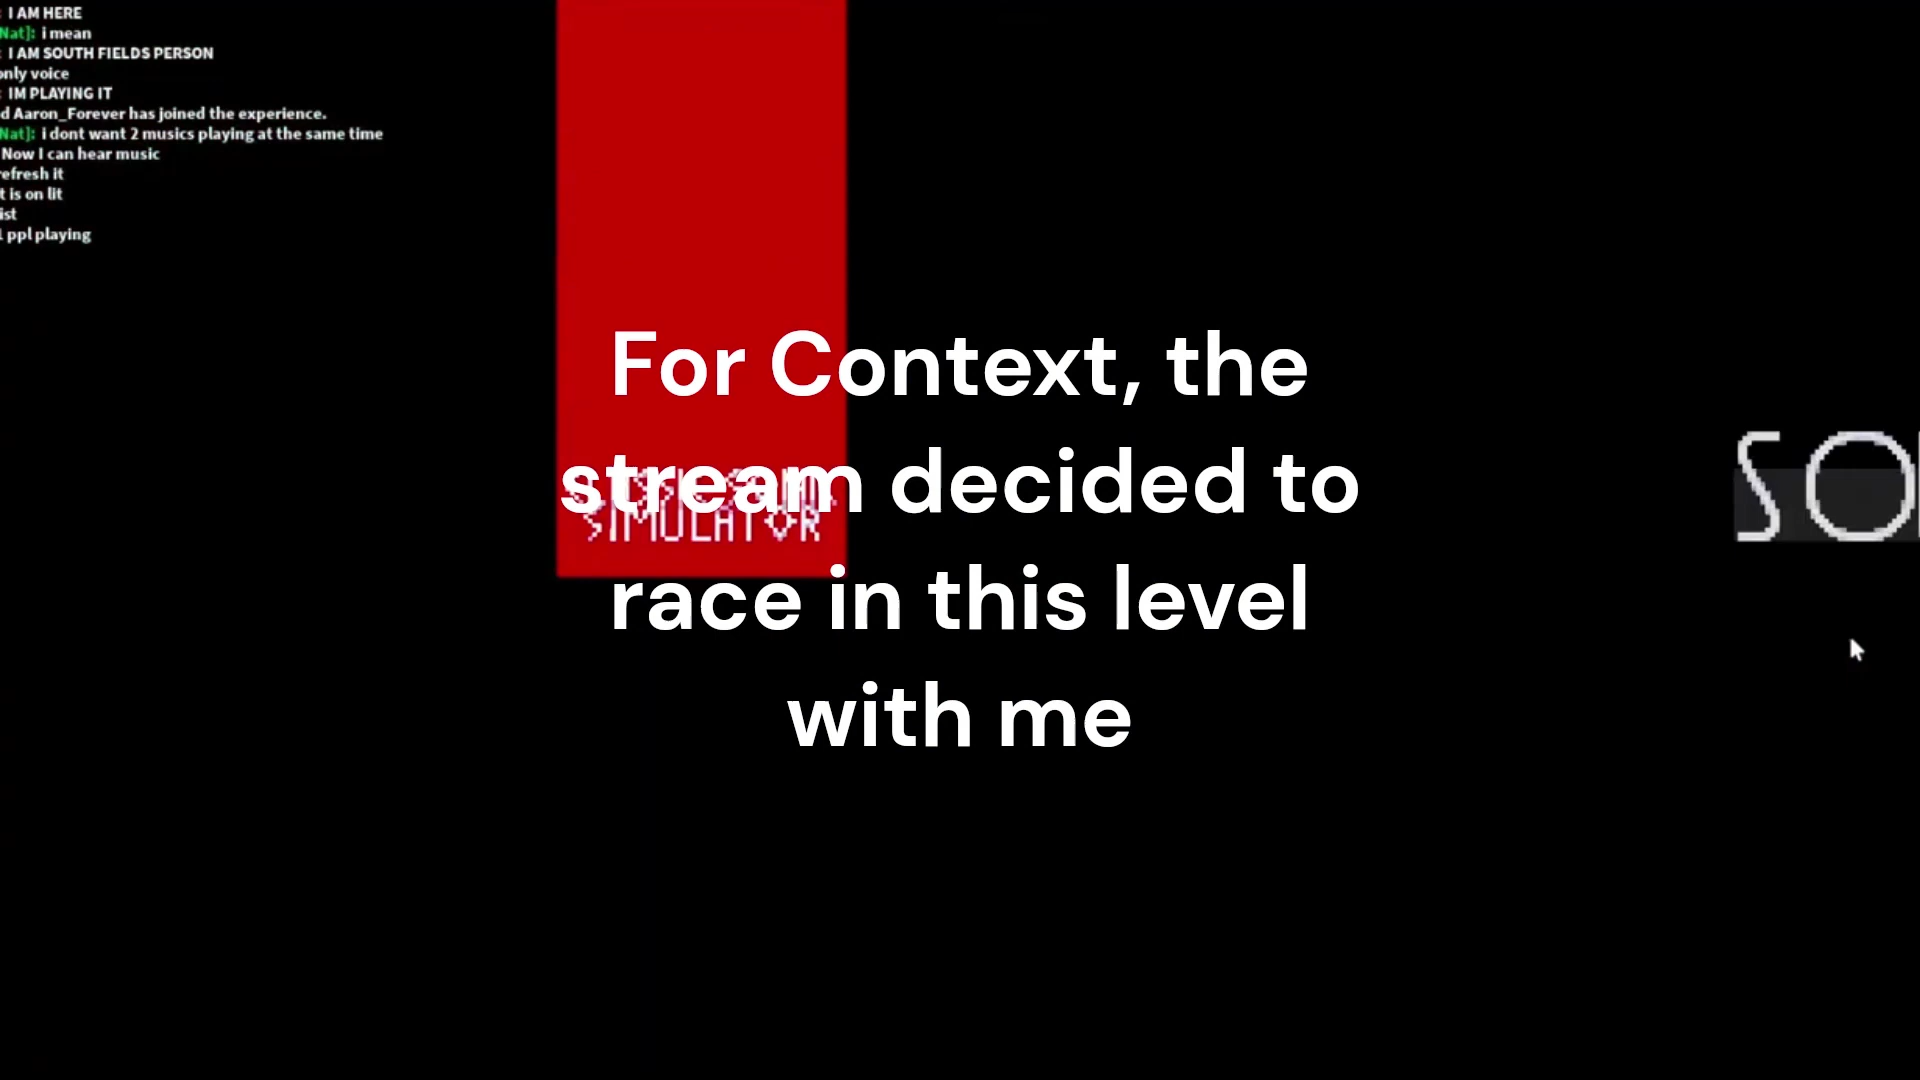 : I AM HERE
Nat]: i mean
: I AM SOUTH FIELDS PERSON
only voice
: IM PLAYING IT
d Aaron_Forever has joined the experience.
Nat]: i dont want 2 musics playing at the same time
Now I can hear music
refresh it
t is on lit
ist
ppl playing
For Context, the
stream decided to
SIMULATOR
race in this level
with me
SO